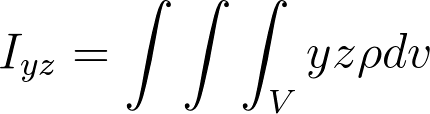 I_{yz} = \int \int \int_V yz\rho dv